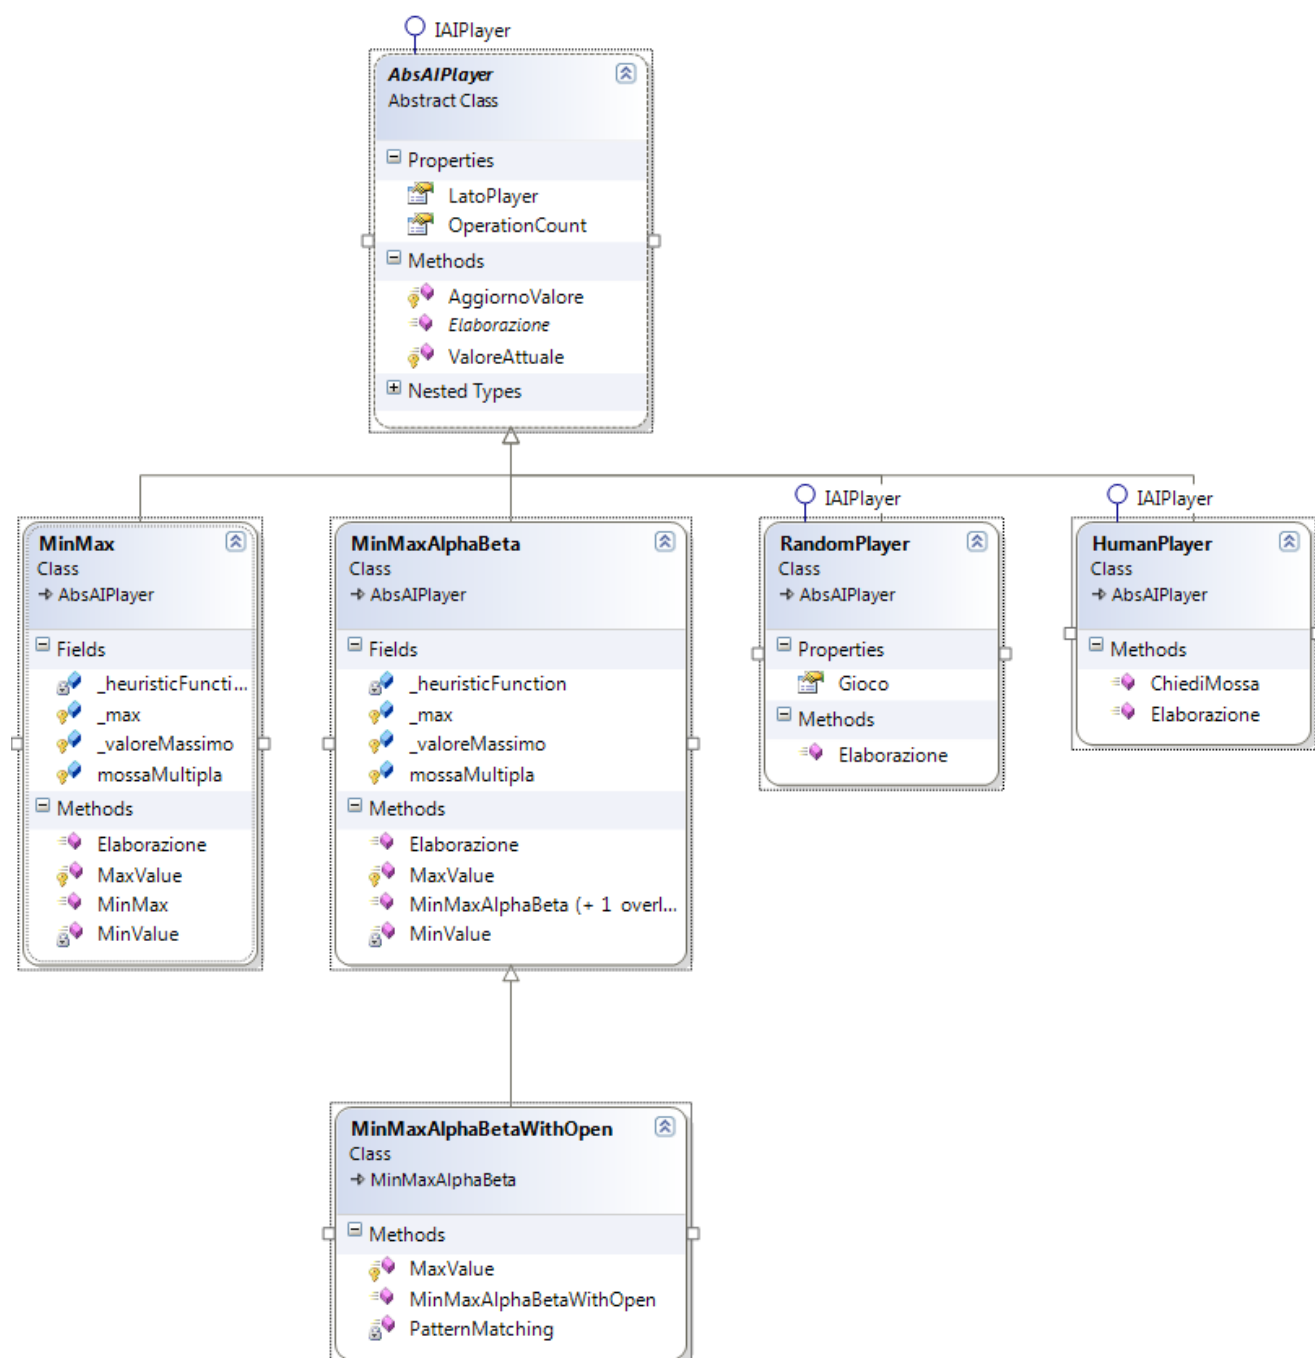 IAIPlayer
AbsAIPlayer
Abstract Class
Properties
LatoPlayer
OperationCount
Methods
AggiornoValore
Elaborazione
ValoreAttuale
Nested Types
MinMax
Class
AbsAIPlayer
Fields
_heuristicFuncti...
_max
_valoreMassimo
mossaMultipla
Methods
Elaborazione
MaxValue
MinMax
MinValue
MinMaxAlphaBeta
Class
AbsAIPlayer
Fields
_heuristicFunction
_max
_valoreMassimo
mossaMultipla
Methods
Elaborazione
MaxValue
MinMaxAlphaBeta (+ 1 overl...
MinValue
IAIPlayer
RandomPlayer
Class
AbsAIPlayer
Properties
Gioco
Methods
Elaborazione
IAIPlayer
HumanPlayer
Class
AbsAIPlayer
Methods
ChiediMossa
Elaborazione
MinMaxAlphaBetaWithOpen
Class
MinMaxAlphaBeta
Methods
MaxValue
MinMaxAlphaBetaWithOpen
PatternMatching